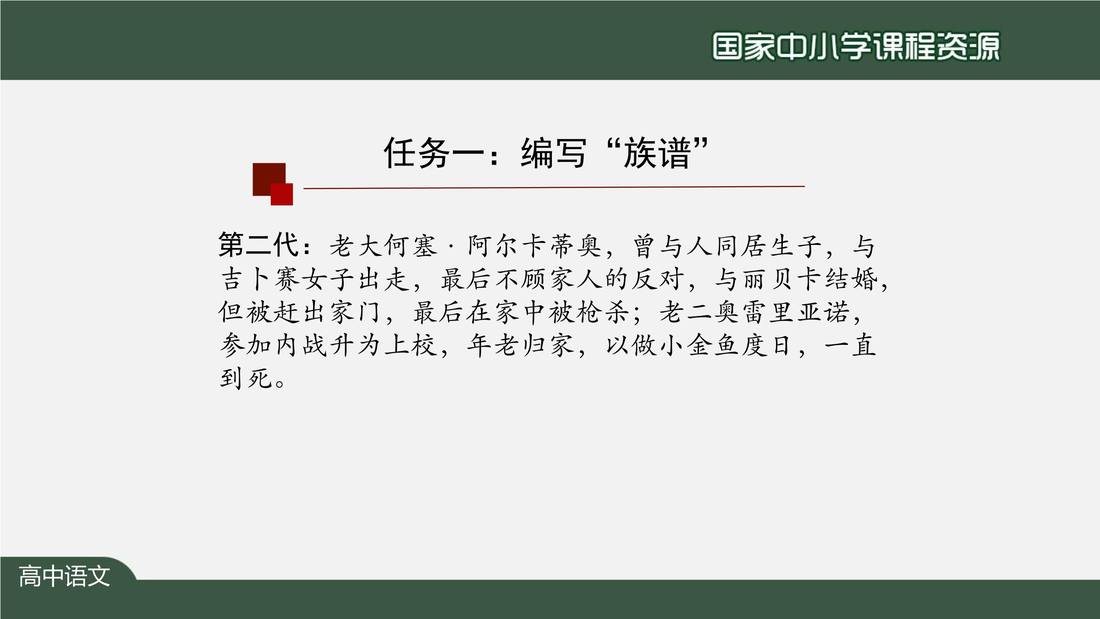 国家中小学课程资源
任务一：编写“族谱”
第二代：老大何塞·阿尔卡蒂奥，曾与人同居生子，与
吉卜赛女子出走，最后不顾家人的反对，与丽贝卡结婚，
但被赶出家门，最后在家中被枪杀；老二奥雷里亚诺，
参加内战升为上校，年老归家，以做小金鱼度日，一直
到死。
高中语文